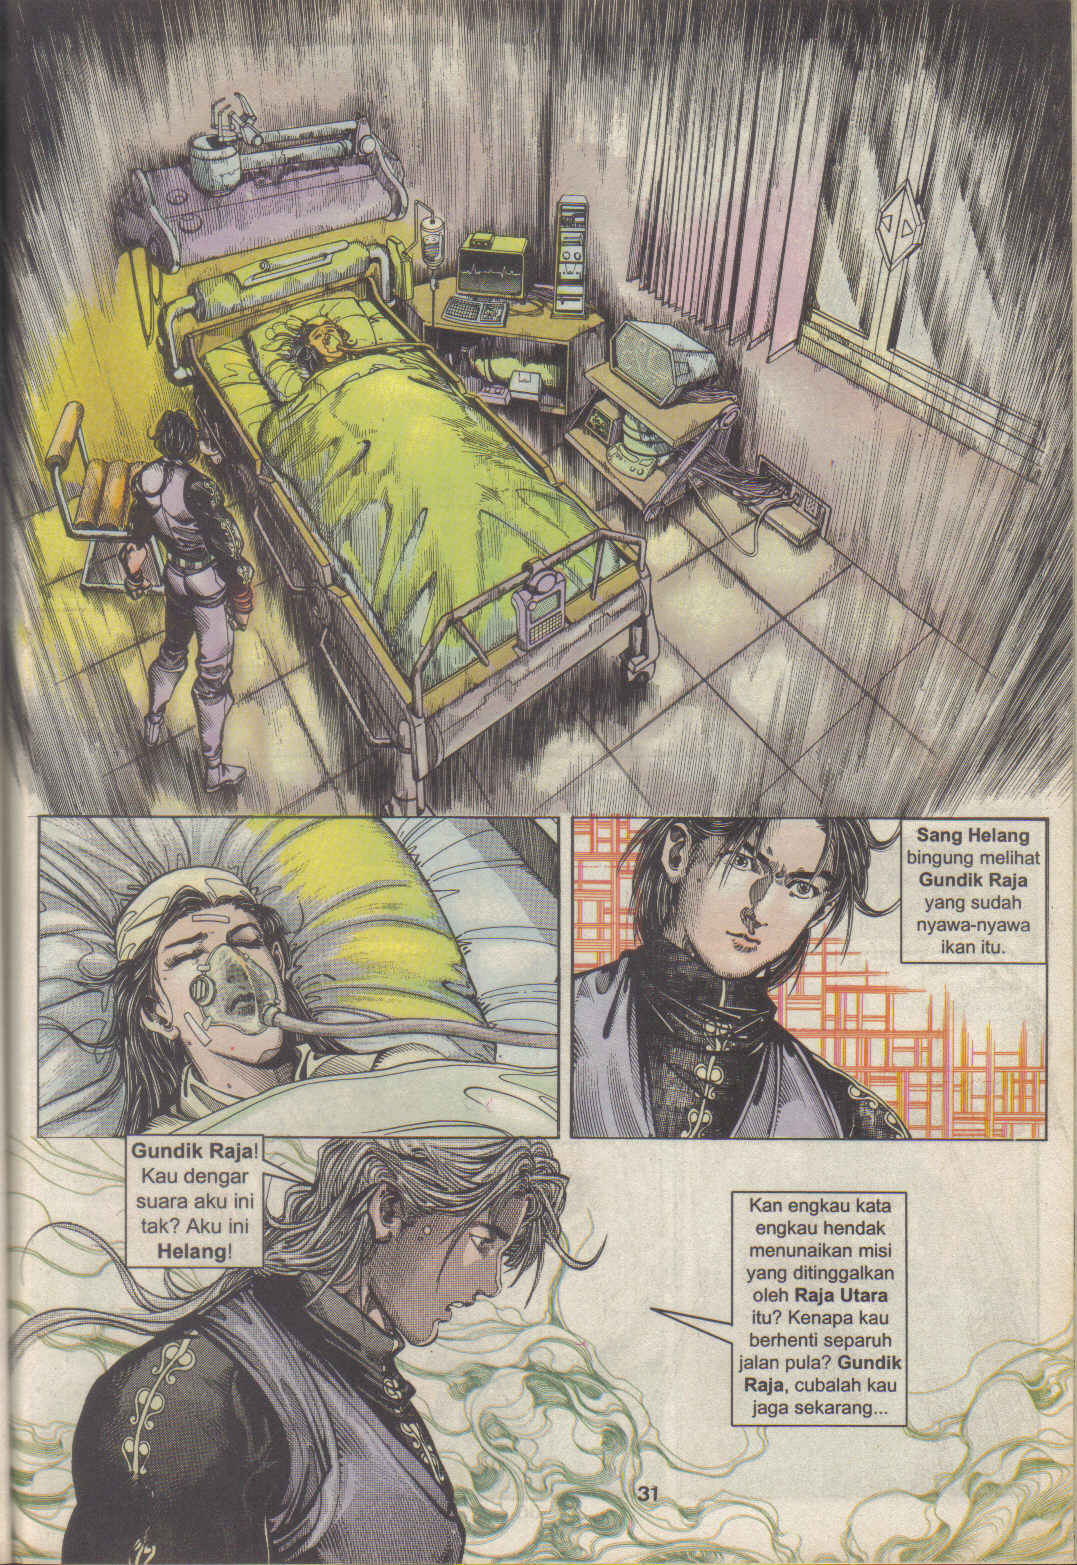 Sang Helang
bingung melihat
Gundik Raja
yang sudah
nyawa-nyawa
ikan itu.
Gundik Raja!
Kau dengar
suara aku ini
tak? Aku ini
Helang!
Kan engkau kata
engkau hendak
menunaikan misi
yang ditinggalkan
oleh Raja Utara
itu? Kenapa kau
berhenti separuh
jalan pula? Gundik
Raja, cubalah kau
jaga sekarang...
31